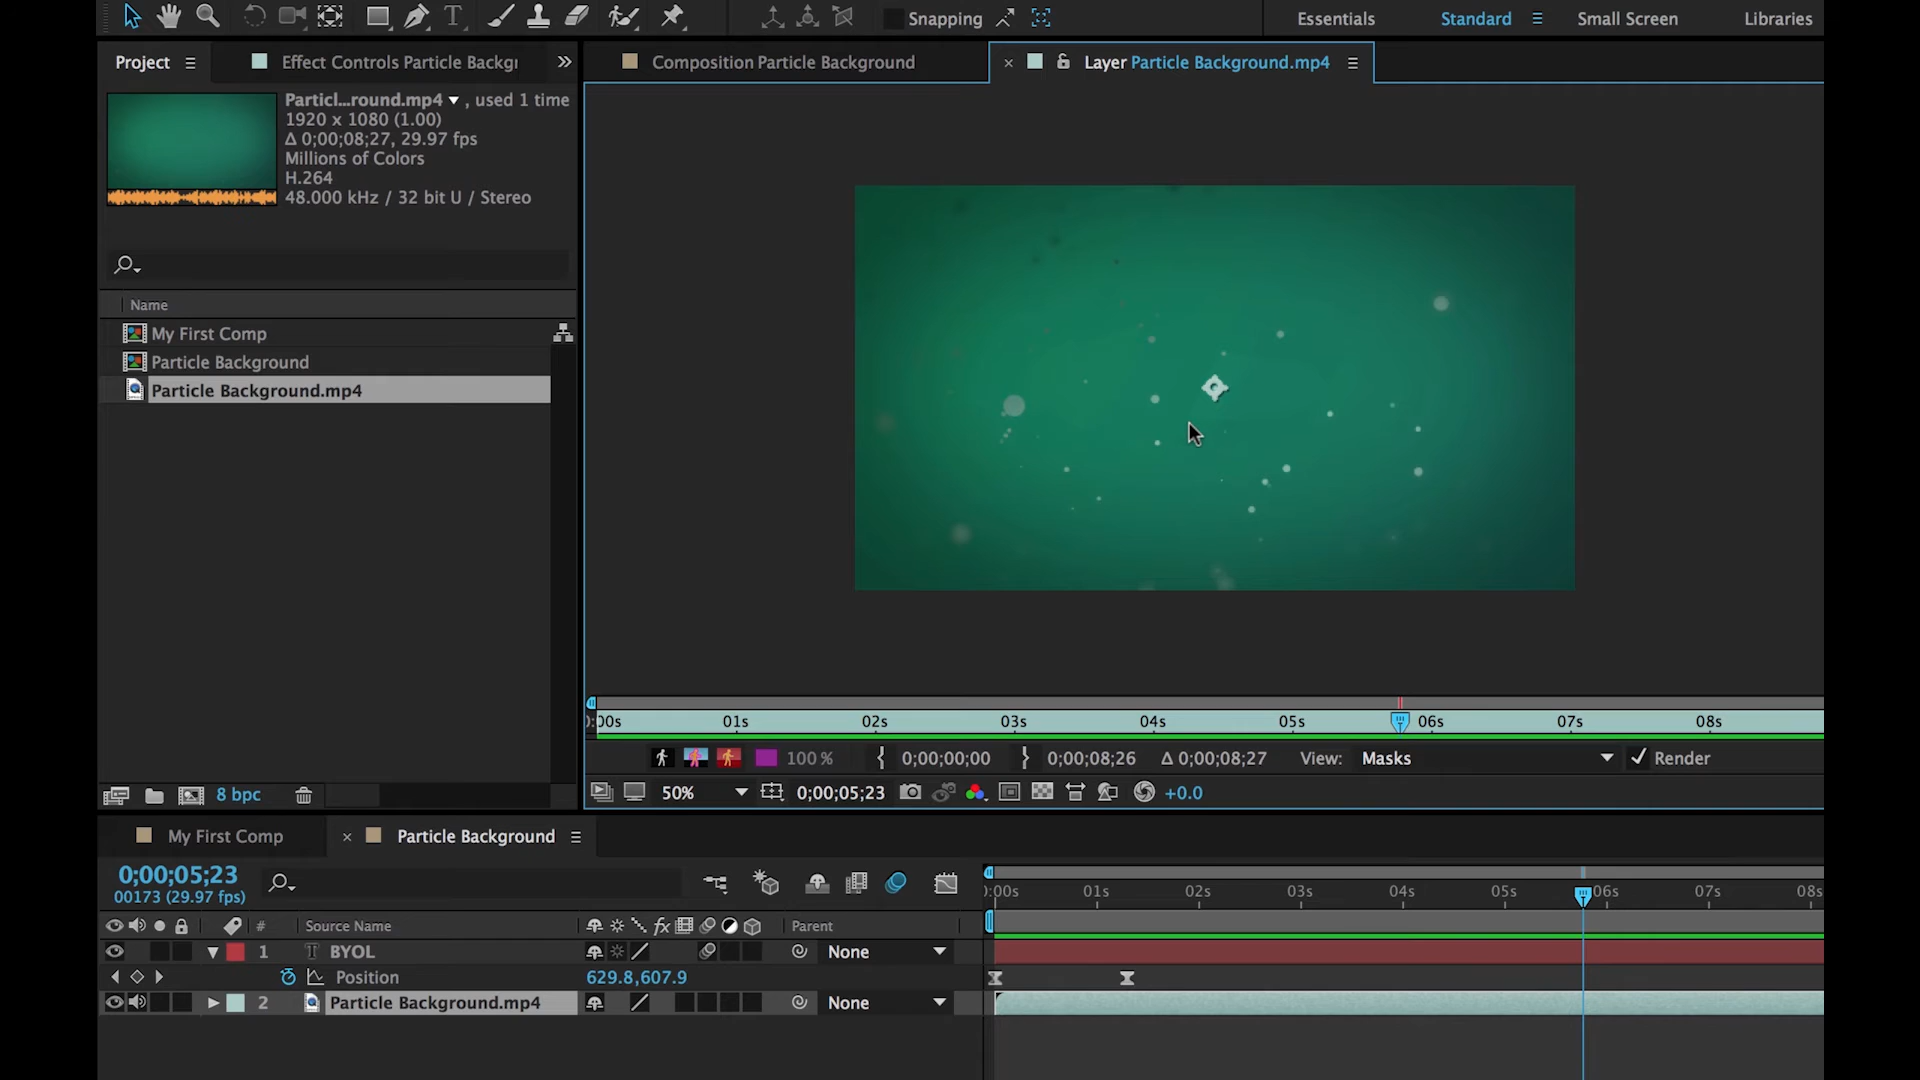 Snapping
Essentials
Standard
Small Screen
Libraries
Project
Effect Controls Particle Backgr
Composition Particle Background
Layer Particle Background.mp4
Particl...round.mp4 , used 1 time
1920 x 1080 (1.00)
Δ 0;00;08;27, 29.97 fps
Millions of Colors
H.264
48.000 kHz / 32 bit U / Stereo
Name
My First Comp
Particle Background
Particle Background.mp4
8 bpc
0:00s 01s 02s 03s 04s 05s 06s 07s 08s
100 % { 0;00;00;00 } 0;00;08;26 Δ 0;00;08;27 View: Masks Render
50% 0;00;05;23 +0.0
My First Comp
Particle Background
0;00;05;23
00173 (29.97 fps)
):00s 01s 02s 03s 04s 05s 06s 07s 08s
# Source Name fx Parent
1 T BYOL None
Position 629.8,607.9
2 Particle Background.mp4 None